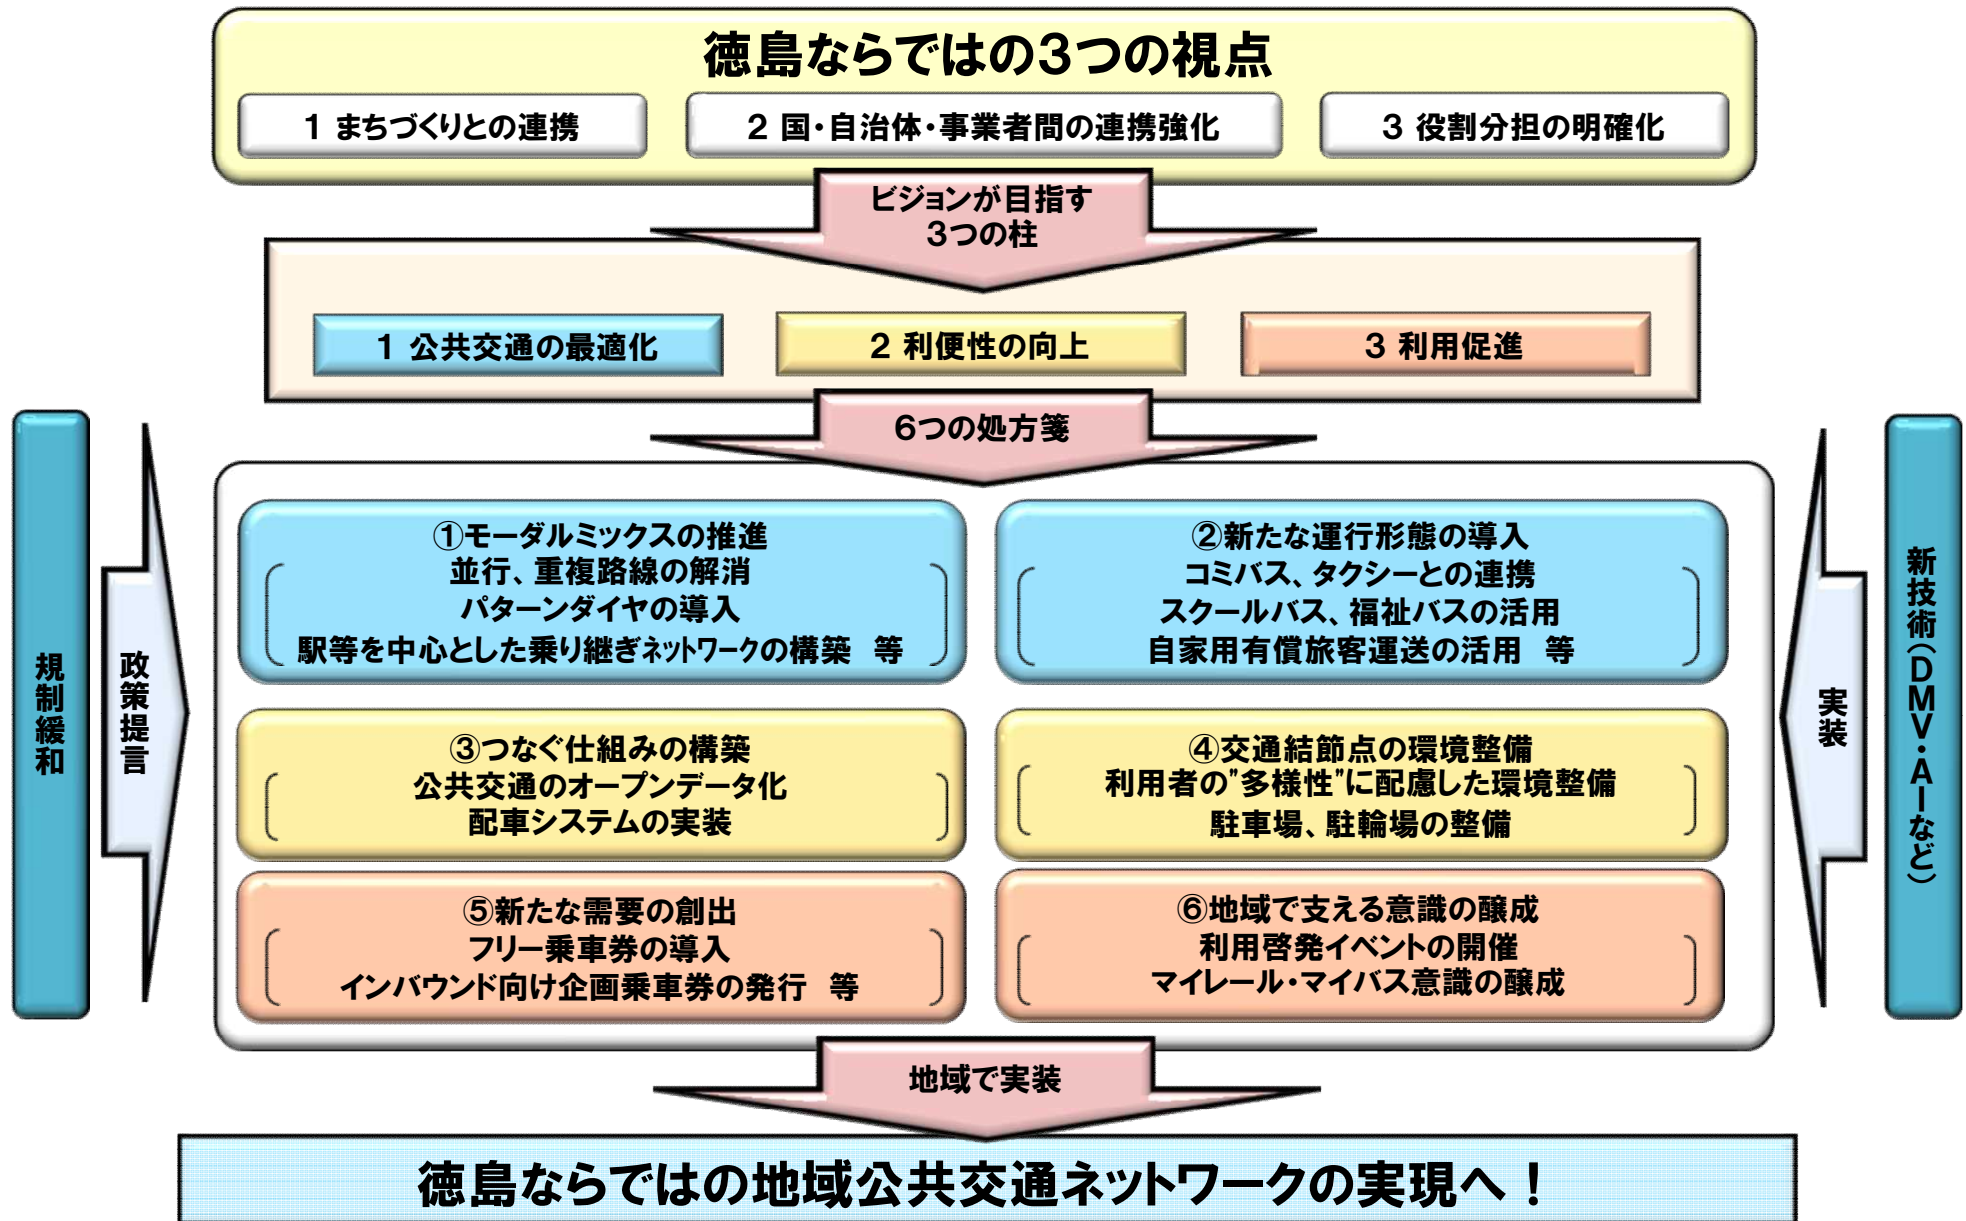 徳島ならではの3つの視点
1 まちづくりとの連携
2 国・自治体・事業者間の連携強化
3 役割分担の明確化
ビジョンが目指す
3つの柱
1 公共交通の最適化
2 利便性の向上
3 利用促進
6つの処方箋
規制緩和
政策提言
①モーダルミックスの推進
並行、重複路線の解消
パターンダイヤの導入
駅等を中心とした乗り継ぎネットワークの構築 等
②新たな運行形態の導入
コミバス、タクシーとの連携
スクールバス、福祉バスの活用
自家用有償旅客運送の活用 等
③つなぐ仕組みの構築
公共交通のオープンデータ化
配車システムの実装
④交通結節点の環境整備
利用者の"多様性"に配慮した環境整備
駐車場、駐輪場の整備
⑤新たな需要の創出
フリー乗車券の導入
インバウンド向け企画乗車券の発行 等
⑥地域で支える意識の醸成
利用啓発イベントの開催
マイレール・マイバス意識の醸成
実装
新技術(DMV・AIなど)
地域で実装
徳島ならではの地域公共交通ネットワークの実現へ!